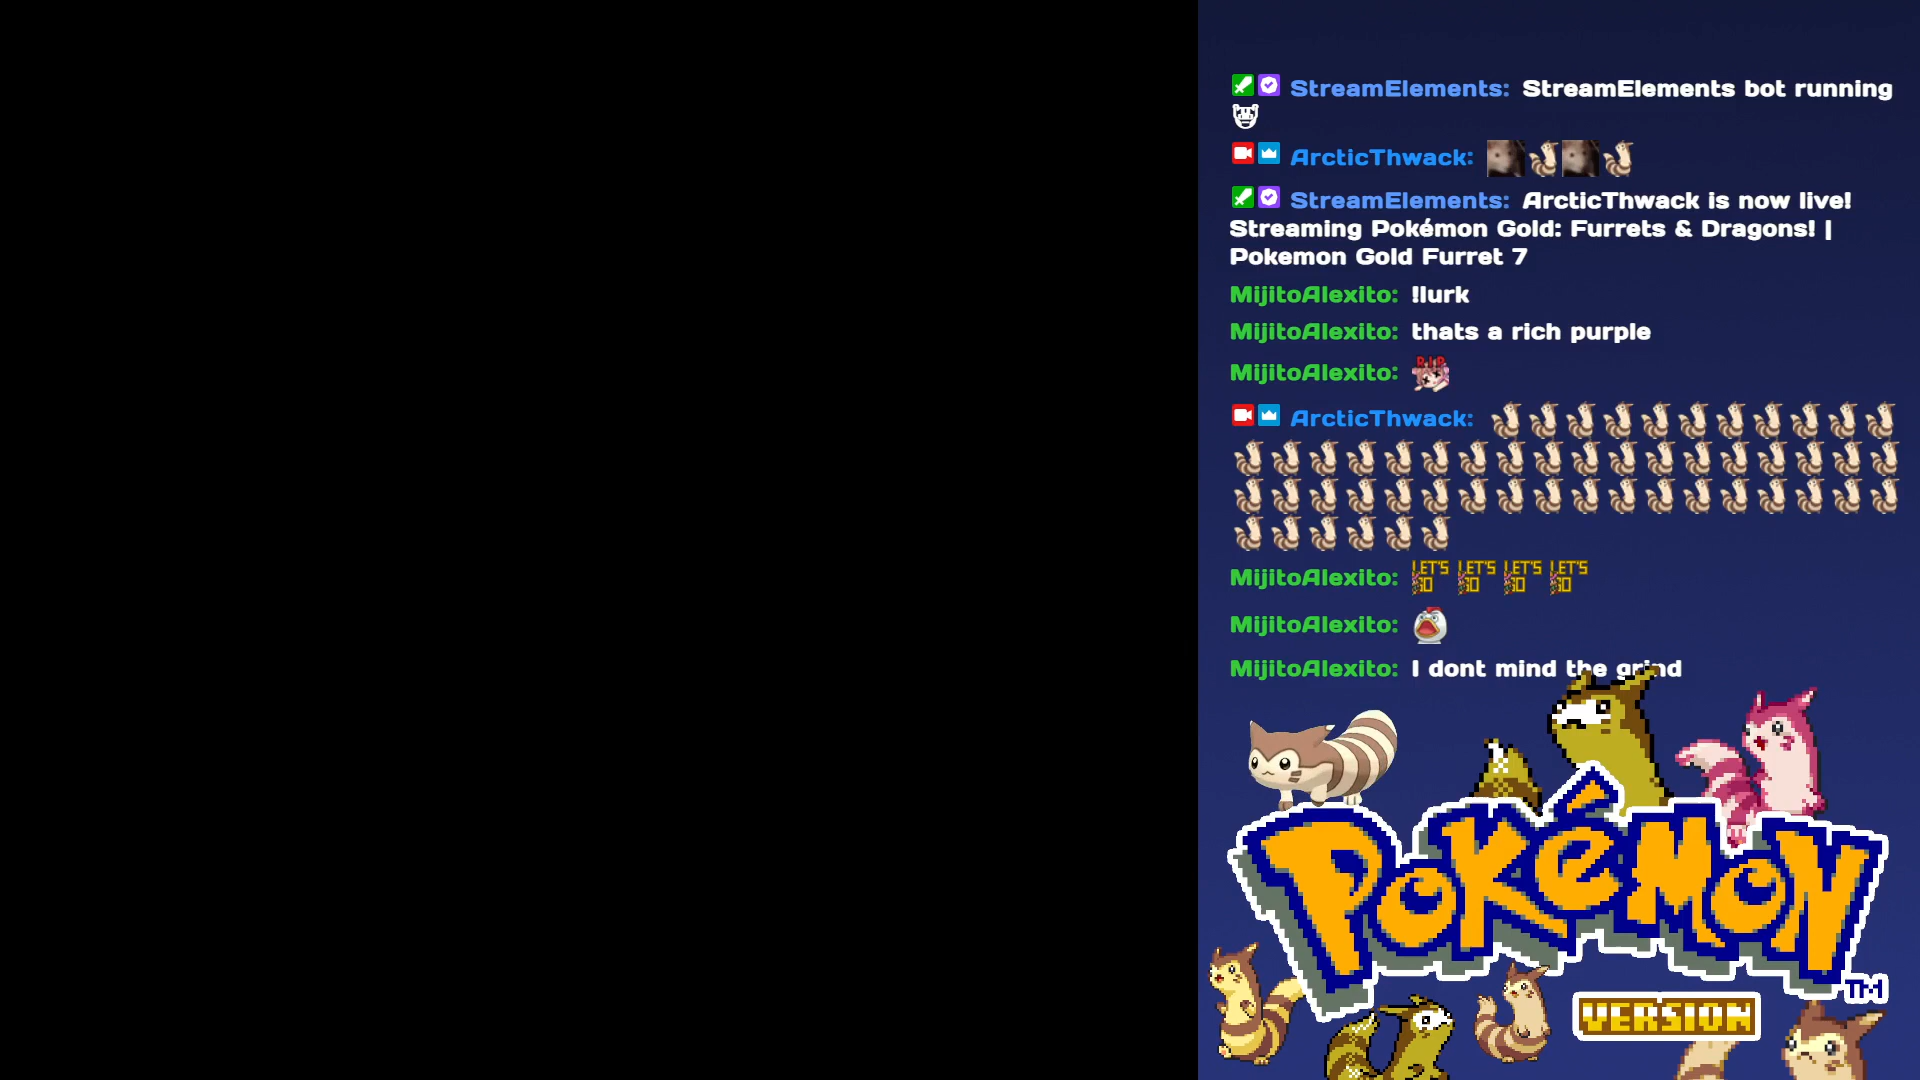 StreamElements: StreamElements bot running
ArcticThwack:
StreamElements: ArcticThwack is now live!
Streaming Pokémon Gold: Furrets & Dragons! |
Pokemon Gold Furret 7
MijitoAlexito: !lurk
MijitoAlexito: thats a rich purple
MijitoAlexito: R.I.P
ArcticThwack:
MijitoAlexito: LET'S GO LET'S GO LET'S GO LET'S GO
MijitoAlexito:
MijitoAlexito: I dont mind the grind
POKéMON
TM
VERSION